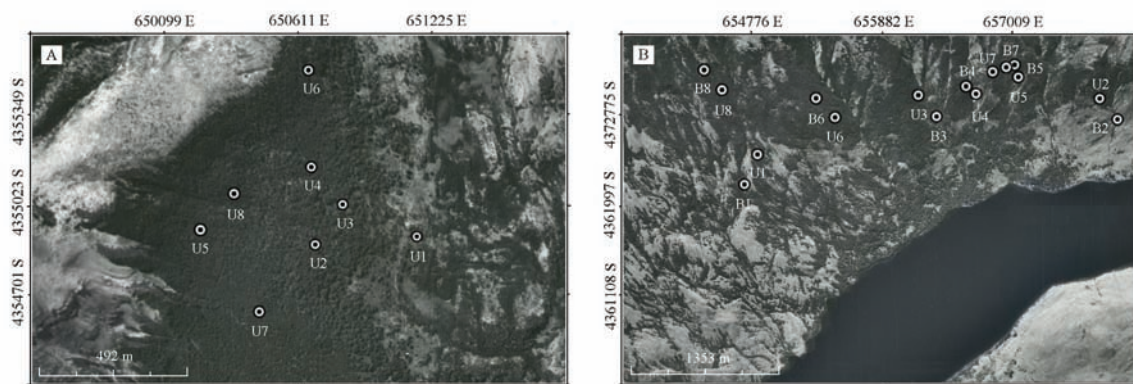 650099 E 650611 E 651225 E
A
4355349 S
4355023 S
4354701 S
U6
U4
U8
U3
U5
U2
U1
U7
492 m
654776 E 655882 E 657009 E
B
4372775 S
4361997 S
4361108 S
B7
U7
B5
B4
U5
B8
U8
U2
U3
U4
B6
B3
B2
U6
U1
B1
1353 m